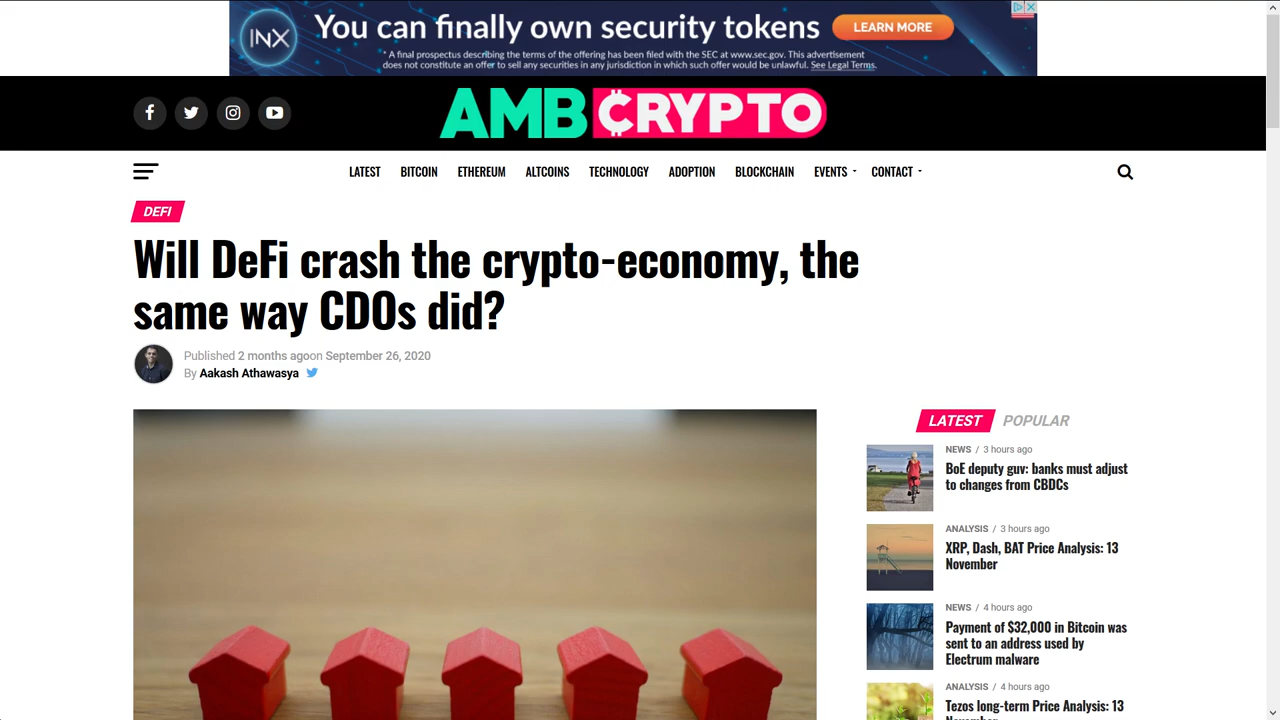 INX
You can finally own security tokens
LEARN MORE
* A final prospectus describing the terms of the offering has been filed with the SEC at www.sec.gov. This advertisement
does not constitute an offer to sell any securities in any jurisdiction in which such offer would be unlawful. See Legal Terms.
AMBCRYPTO
LATEST BITCOIN ETHEREUM ALTCOINS TECHNOLOGY ADOPTION BLOCKCHAIN EVENTS CONTACT
DEFI
Will DeFi crash the crypto-economy, the
same way CDOs did?
Published 2 months agoon September 26, 2020
By Aakash Athawasya
LATEST POPULAR
NEWS / 3 hours ago
BoE deputy guv: banks must adjust
to changes from CBDCs
ANALYSIS / 3 hours ago
XRP, Dash, BAT Price Analysis: 13
November
NEWS / 4 hours ago
Payment of $32,000 in Bitcoin was
sent to an address used by
Electrum malware
ANALYSIS / 4 hours ago
Tezos long-term Price Analysis: 13
November